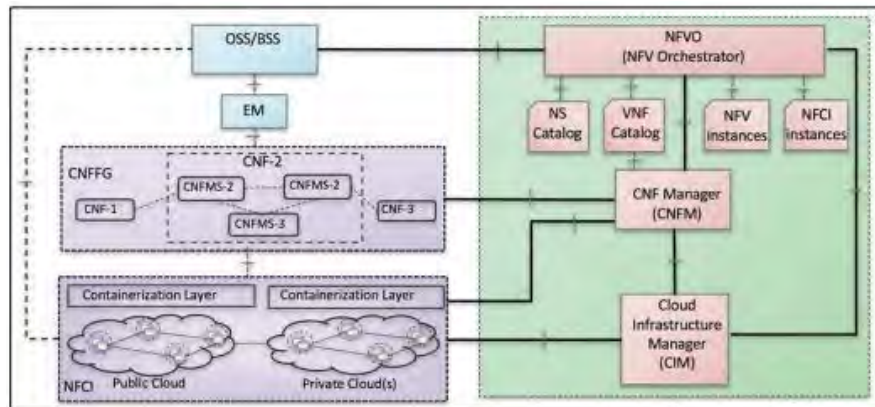 OSS/BSS
NFVO
(NFV Orchestrator)
EM
NS
Catalog
VNF
Catalog
NFV
instances
NFCI
instances
CNFFG
CNF-2
CNFMS-2
CNFMS-2
CNF-1
CNF-3
CNFMS-3
CNF Manager
(CNFM)
Containerization Layer
Containerization Layer
Cloud
Infrastructure
Manager
(CIM)
NFCI
Public Cloud
Private Cloud(s)